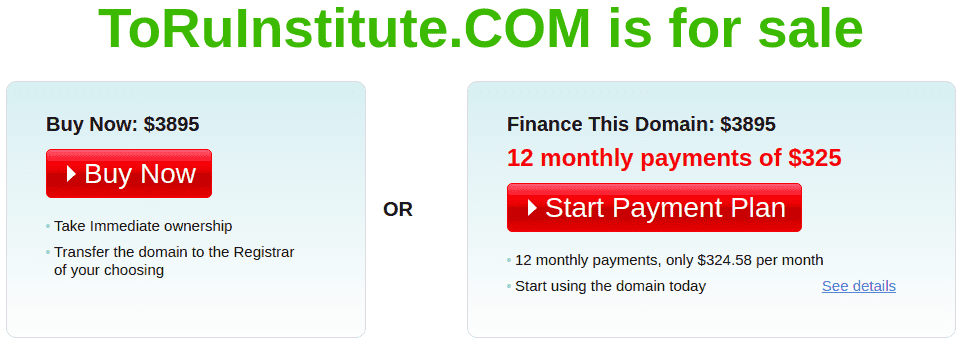 ToRuInstitute.COM is for sale
Buy Now: $3895
Buy Now
Take Immediate ownership
Transfer the domain to the Registrar
of your choosing
OR
Finance This Domain: $3895
12 monthly payments of $325
Start Payment Plan
12 monthly payments, only $324.58 per month
Start using the domain today
See details